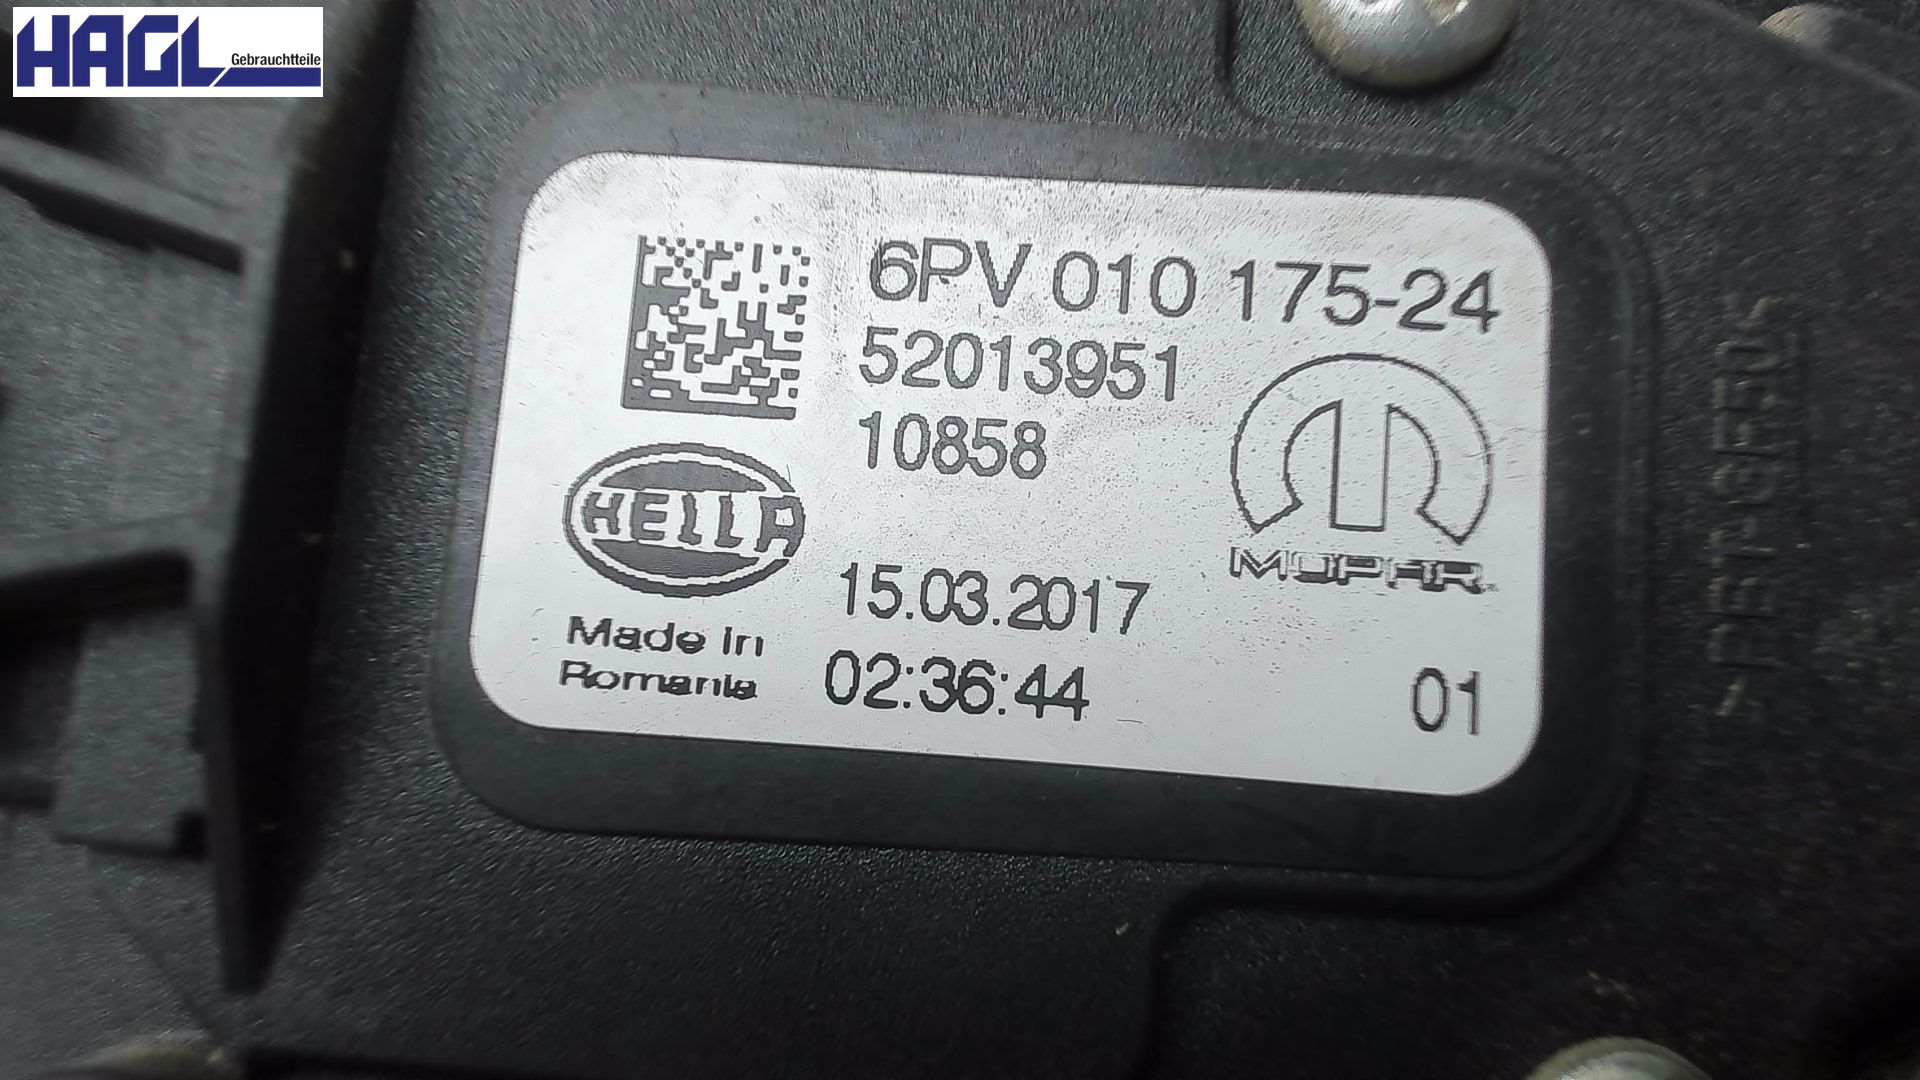 HAGL
Gebrauchtteile
6PV 010 175-24
52013951
10858
HELLA
MOPAR
15.03.2017
Made in
Romania
02:36:44
01